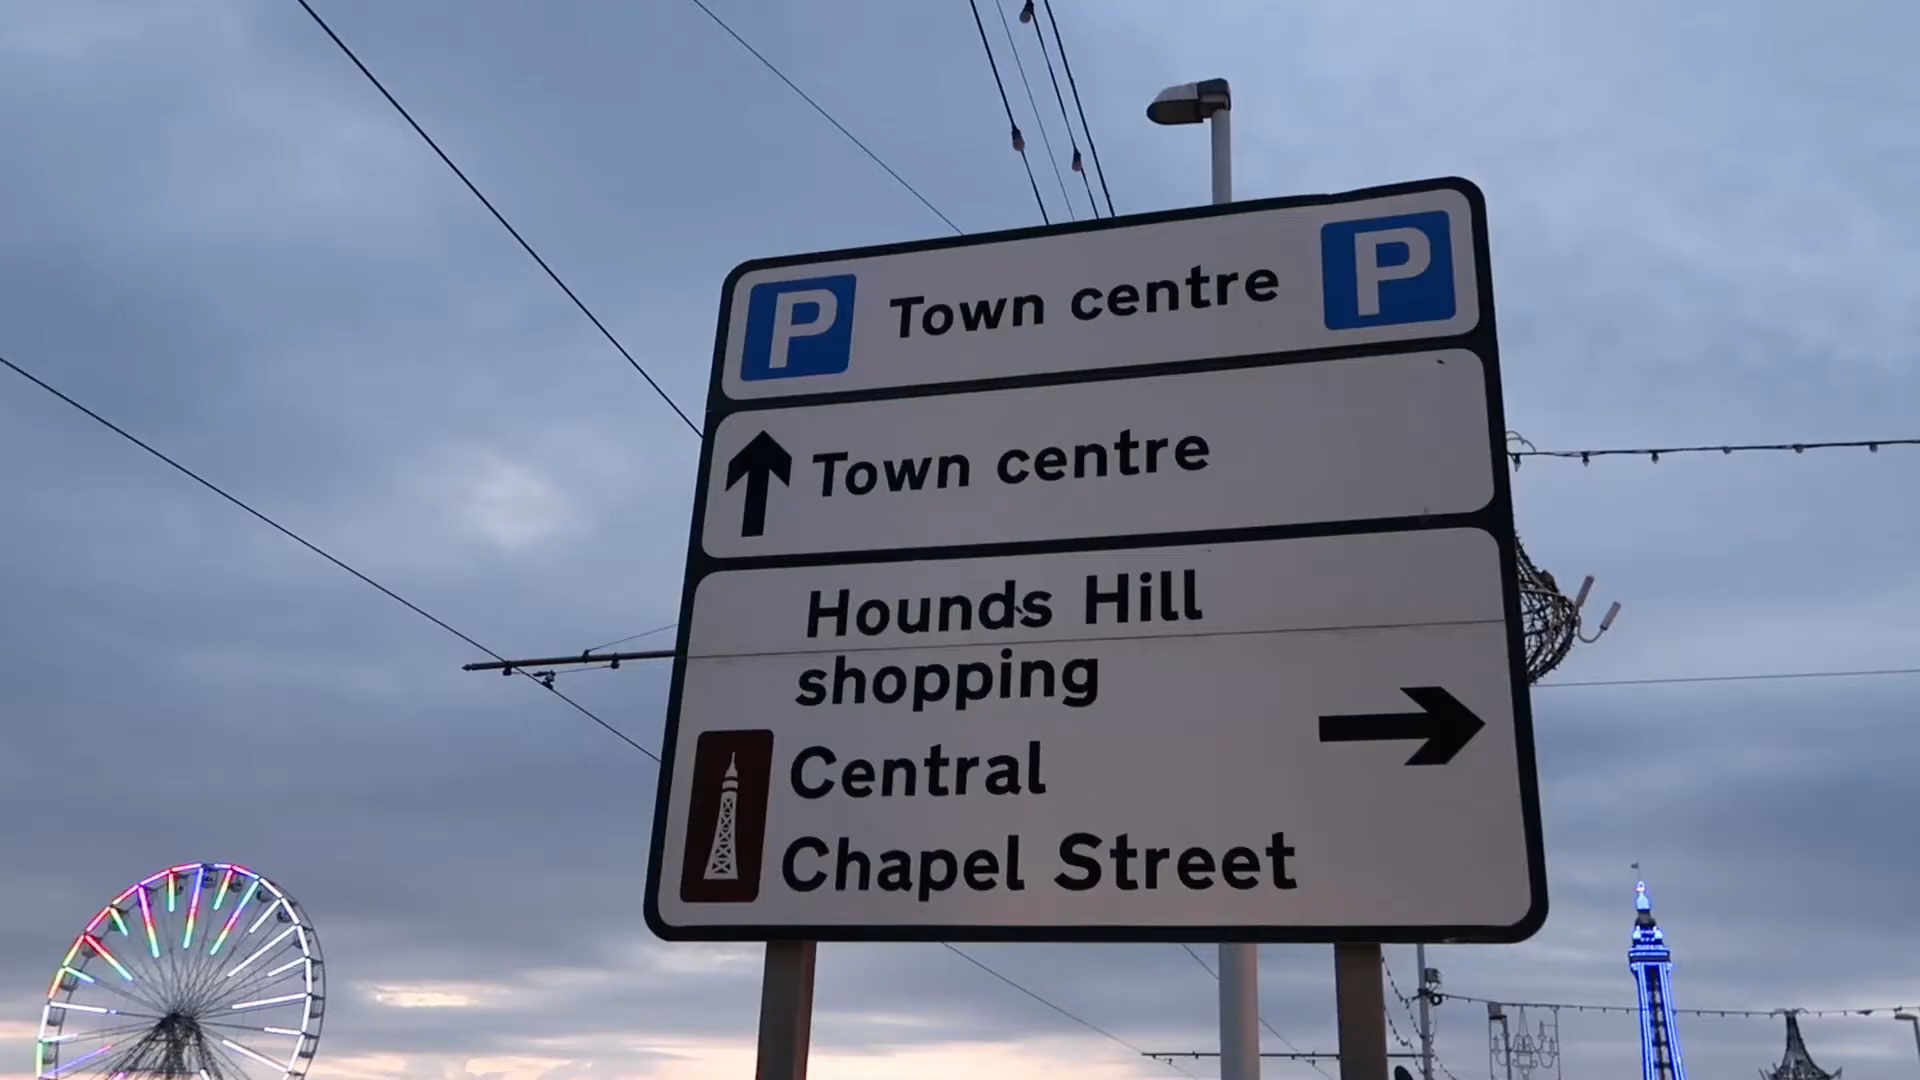 P Town centre P
Town centre
Hounds Hill
shopping
Central
Chapel Street